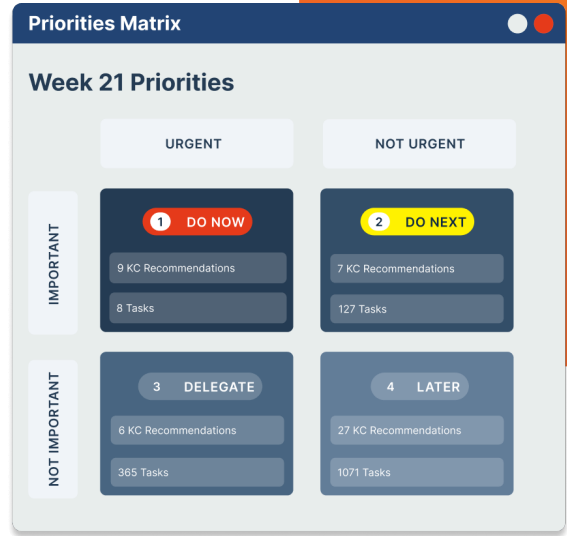 Priorities Matrix
Week 21 Priorities
URGENT
NOT URGENT
IMPORTANT
1 DO NOW
9 KC Recommendations
8 Tasks
2 DO NEXT
7 KC Recommendations
127 Tasks
NOT IMPORTANT
3 DELEGATE
6 KC Recommendations
365 Tasks
4 LATER
27 KC Recommendations
1071 Tasks